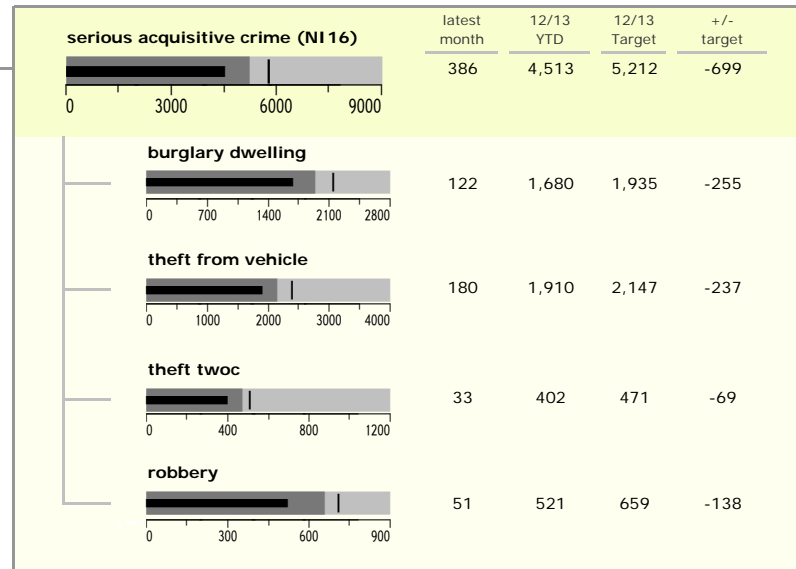 latest 12/13 12/13 +/-
serious acquisitive crime (NI16) month YTD Target target
386 4,513 5,212 -699
0 3000 6000 9000
burglary dwelling
122 1,680 1,935 -255
0 700 1400 2100 2800
theft from vehicle
180 1,910 2,147 -237
0 1000 2000 3000 4000
theft twoc
33 402 471 -69
0 400 800 1200
robbery
51 521 659 -138
0 300 600 900